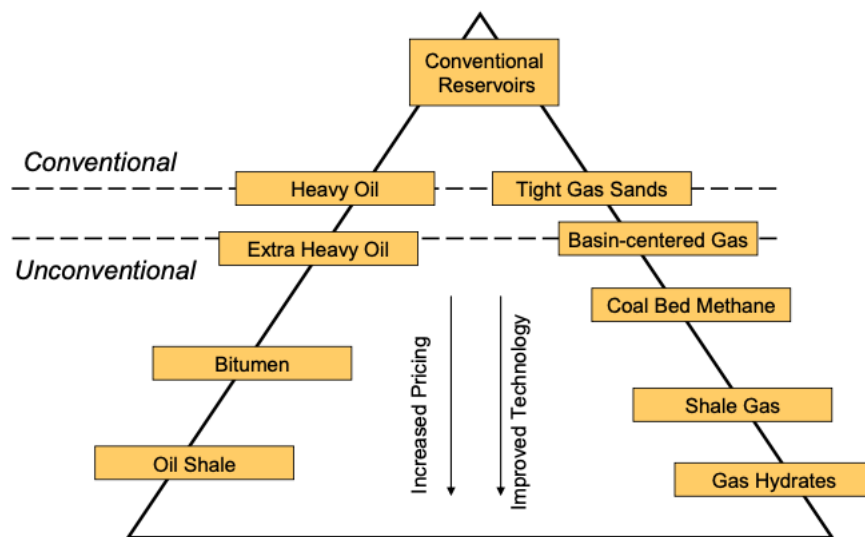 Conventional
Reservoirs
Conventional
Heavy Oil
Tight Gas Sands
Extra Heavy Oil
Basin-centered Gas
Unconventional
Coal Bed Methane
Increased Pricing
Improved Technology
Bitumen
Shale Gas
Oil Shale
Gas Hydrates